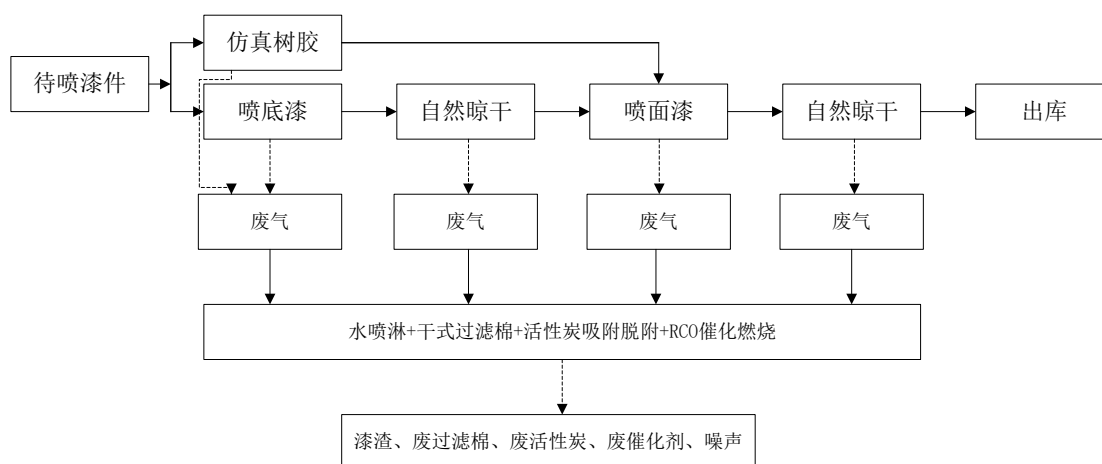 仿真树胶
待喷漆件
喷底漆
自然晾干
喷面漆
自然晾干
出库
废气
废气
废气
废气
水喷淋+干式过滤棉+活性炭吸附脱附+RCO催化燃烧
漆渣、废过滤棉、废活性炭、废催化剂、噪声